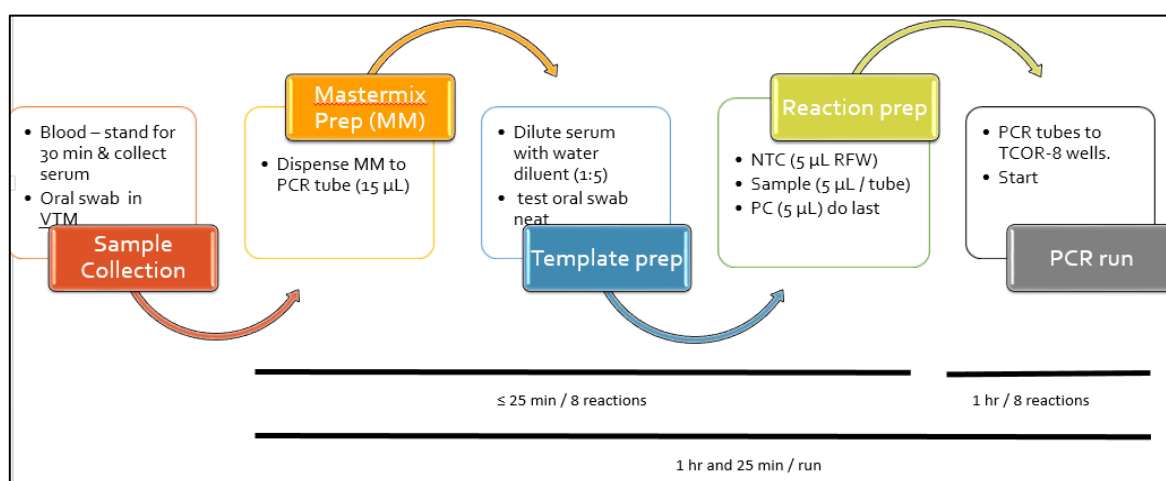 • Blood – stand for
30 min & collect
serum
• Oral swab in
VTM
Sample
Collection
Mastermix
Prep (MM)
• Dispense MM to
PCR tube (15 µL)
• Dilute serum
with water
diluent (1:5)
• test oral swab
neat
Template prep
Reaction prep
• NTC (5 µL RFW)
• Sample (5 µL / tube)
• PC (5 µL) do last
• PCR tubes to
TCOR-8 wells.
• Start
PCR run
≤ 25 min / 8 reactions
1 hr / 8 reactions
1 hr and 25 min / run